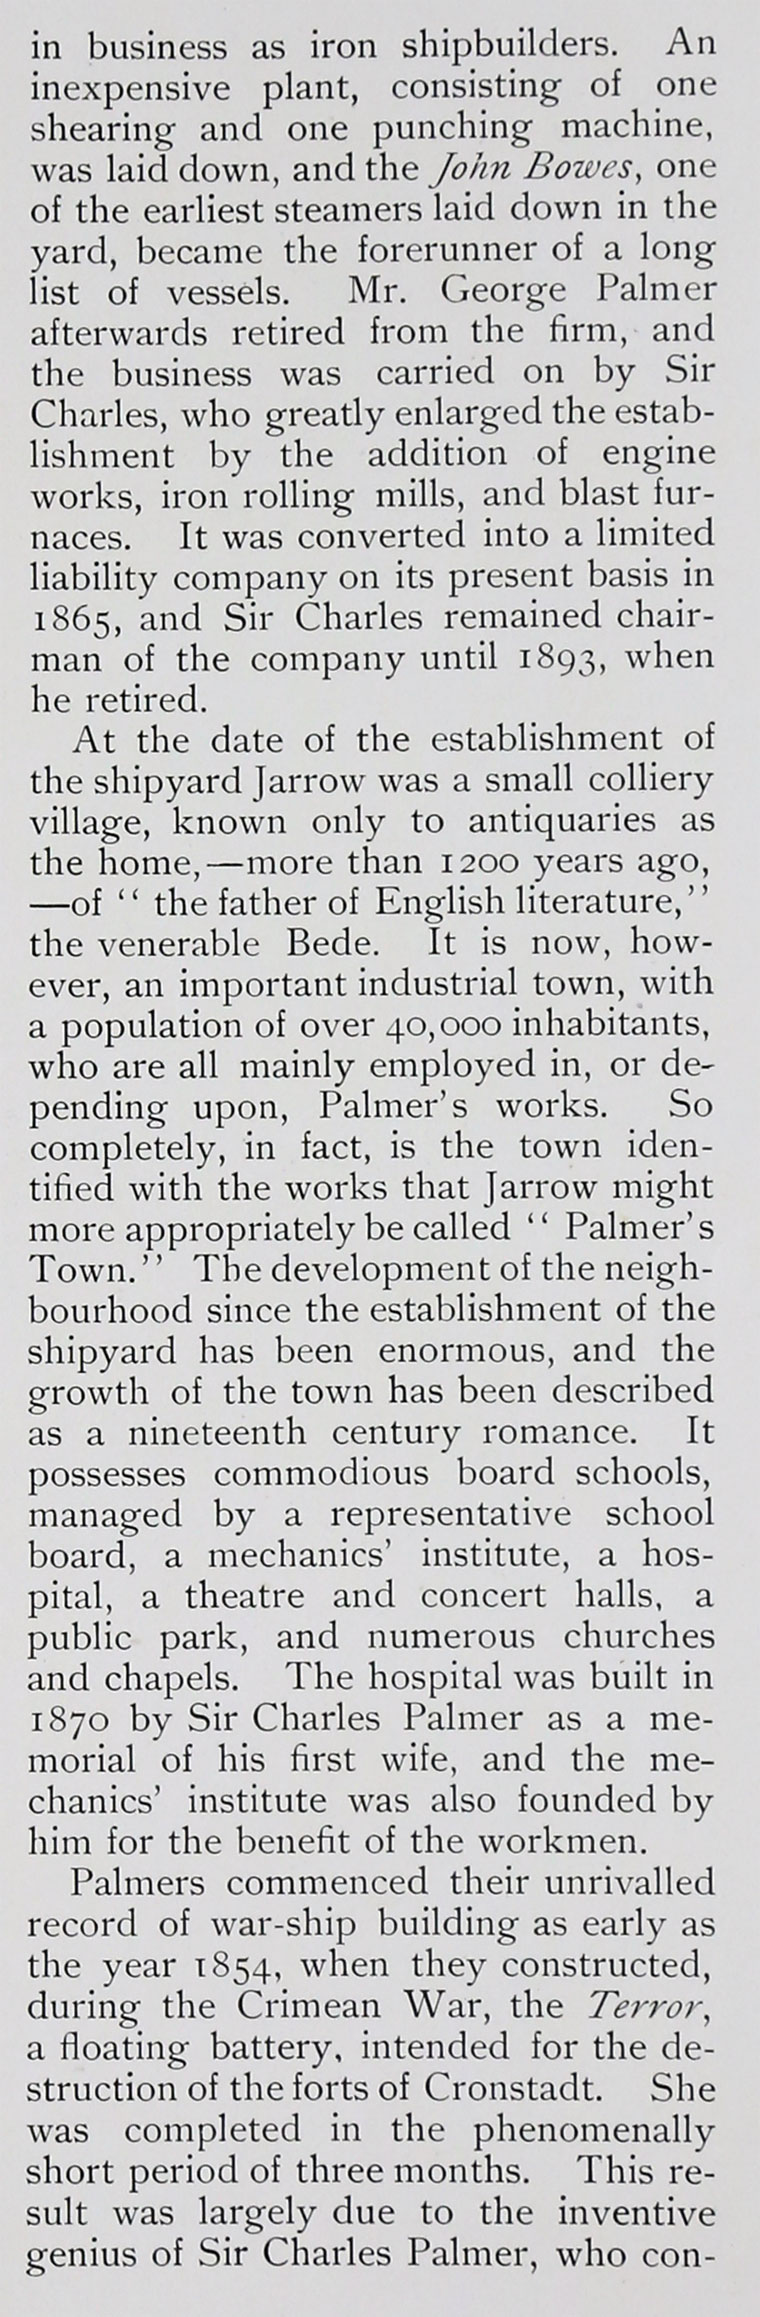 in business as iron shipbuilders. An
inexpensive plant, consisting of one
shearing and one punching machine,
was laid down, and the John Bowes, one
of the earliest steamers laid down in the
yard, became the forerunner of a long
list of vessels. Mr. George Palmer
afterwards retired from the firm, and
the business was carried on by Sir
Charles, who greatly enlarged the estab-
lishment by the addition of engine
works, iron rolling mills, and blast fur-
naces. It was converted into a limited
liability company on its present basis in
1865, and Sir Charles remained chair-
man of the company until 1893, when
he retired.
At the date of the establishment of
the shipyard Jarrow was a small colliery
village, known only to antiquaries as
the home,—more than 1200 years ago,
—of “ the father of English literature,”
the venerable Bede. It is now, how-
ever, an important industrial town, with
a population of over 40,000 inhabitants,
who are all mainly employed in, or de-
pending upon, Palmer's works. So
completely, in fact, is the town iden-
tified with the works that Jarrow might
more appropriately be called “ Palmer's
Town.” The development of the neigh-
bourhood since the establishment of the
shipyard has been enormous, and the
growth of the town has been described
as a nineteenth century romance. It
possesses commodious board schools,
managed by a representative school
board, a mechanics' institute, a hos-
pital, a theatre and concert halls, a
public park, and numerous churches
and chapels. The hospital was built in
1870 by Sir Charles Palmer as a me-
morial of his first wife, and the me-
chanics' institute was also founded by
him for the benefit of the workmen.
Palmers commenced their unrivalled
record of war-ship building as early as
the year 1854, when they constructed,
during the Crimean War, the Terror,
a floating battery, intended for the de-
struction of the forts of Cronstadt. She
was completed in the phenomenally
short period of three months. This re-
sult was largely due to the inventive
genius of Sir Charles Palmer, who con-